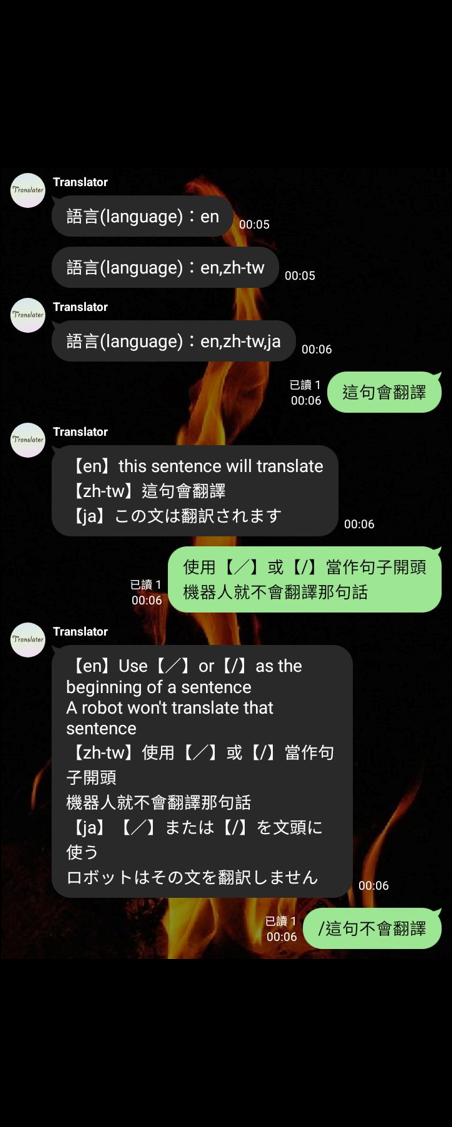 Translator
Translater
語言(language)：en
00:05
語言(language)：en,zh-tw
00:05
Translator
Translater
語言(language)：en,zh-tw,ja
00:06
已讀 1
00:06
這句會翻譯
Translator
Translater
【en】this sentence will translate
【zh-tw】這句會翻譯
【ja】この文は翻訳されます
00:06
已讀 1
00:06
使用【／】或【/】當作句子開頭
機器人就不會翻譯那句話
Translator
Translater
【en】Use【／】or【/】as the
beginning of a sentence
A robot won't translate that
sentence
【zh-tw】使用【／】或【/】當作句
子開頭
機器人就不會翻譯那句話
【ja】【／】または【/】を文頭に
使う
ロボットはその文を翻訳しません
00:06
已讀 1
00:06
/這句不會翻譯